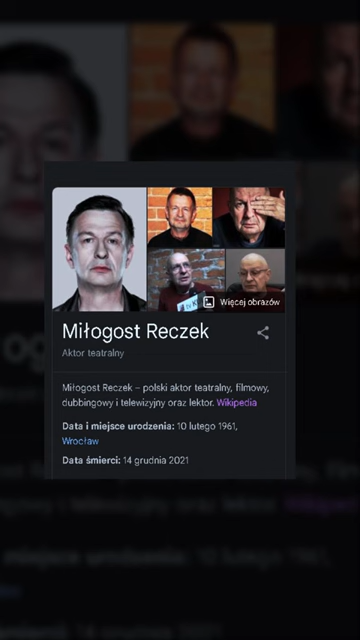 Więcej obrazów
Miłogost Reczek
Aktor teatralny
Miłogost Reczek – polski aktor teatralny, filmowy,
dubbingowy i telewizyjny oraz lektor. Wikipedia
Data i miejsce urodzenia: 10 lutego 1961,
Wrocław
Data śmierci: 14 grudnia 2021